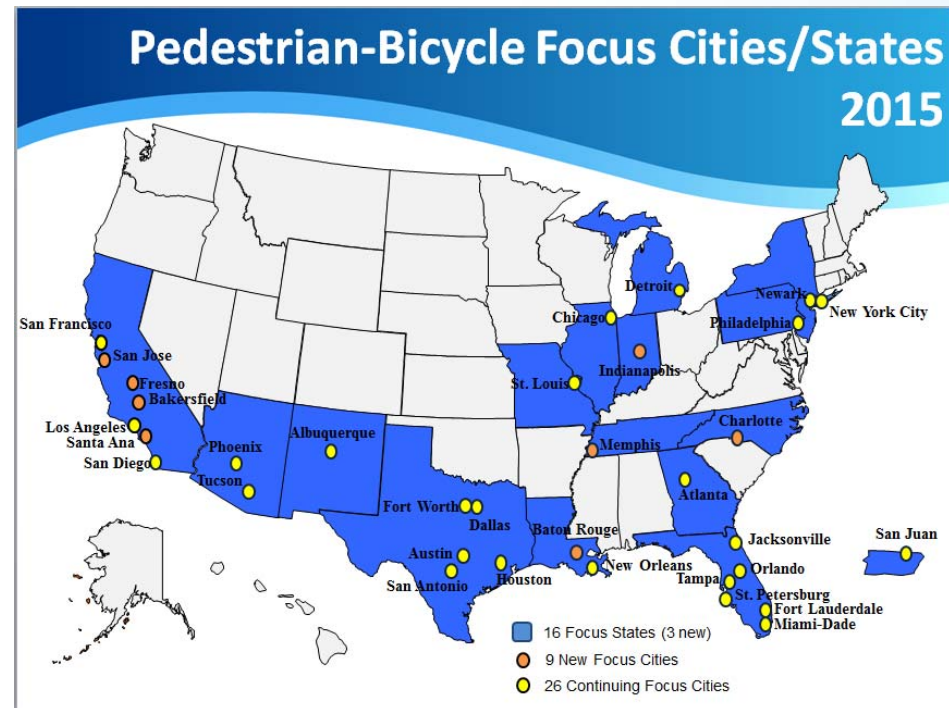 Pedestrian-Bicycle Focus Cities/States
2015
Detroit
Newark
New York City
Chicago
Philadelphia
San Francisco
San Jose
Indianapolis
St. Louis
Fresno
Bakersfield
Los Angeles
Santa Ana
Charlotte
Albuquerque
Memphis
Phoenix
San Diego
Tucson
Atlanta
Fort Worth
Dallas
Baton Rouge
San Juan
Jacksonville
Austin
New Orleans
Orlando
San Antonio
Houston
Tampa
St. Petersburg
Fort Lauderdale
Miami-Dade
16 Focus States (3 new)
9 New Focus Cities
26 Continuing Focus Cities